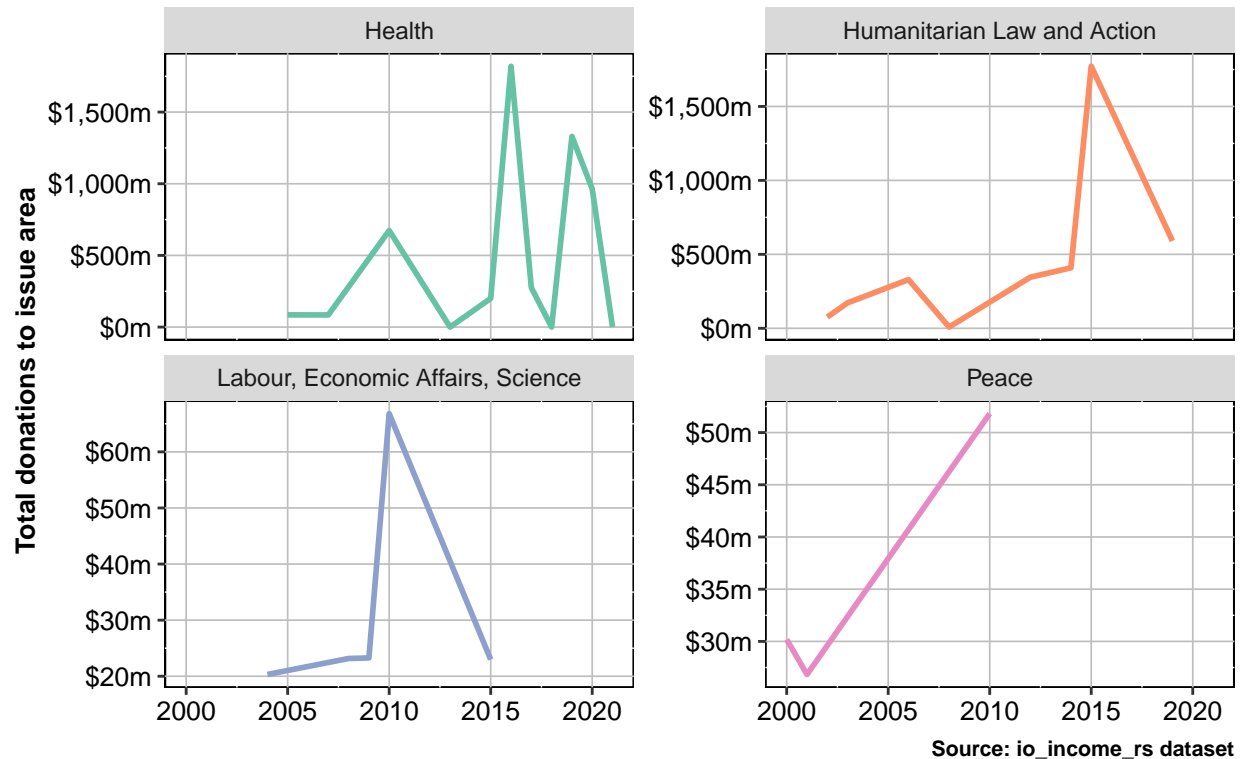 Health
Humanitarian Law and Action
$1,500m
$1,000m
$500m
$0m
$1,500m
$1,000m
$500m
$0m
Labour, Economic Affairs, Science
Peace
$60m
$50m
$40m
$30m
$20m
$50m
$45m
$40m
$35m
$30m
2000 2005 2010 2015 2020
2000 2005 2010 2015 2020
Total donations to issue area
Source: io_income_rs dataset